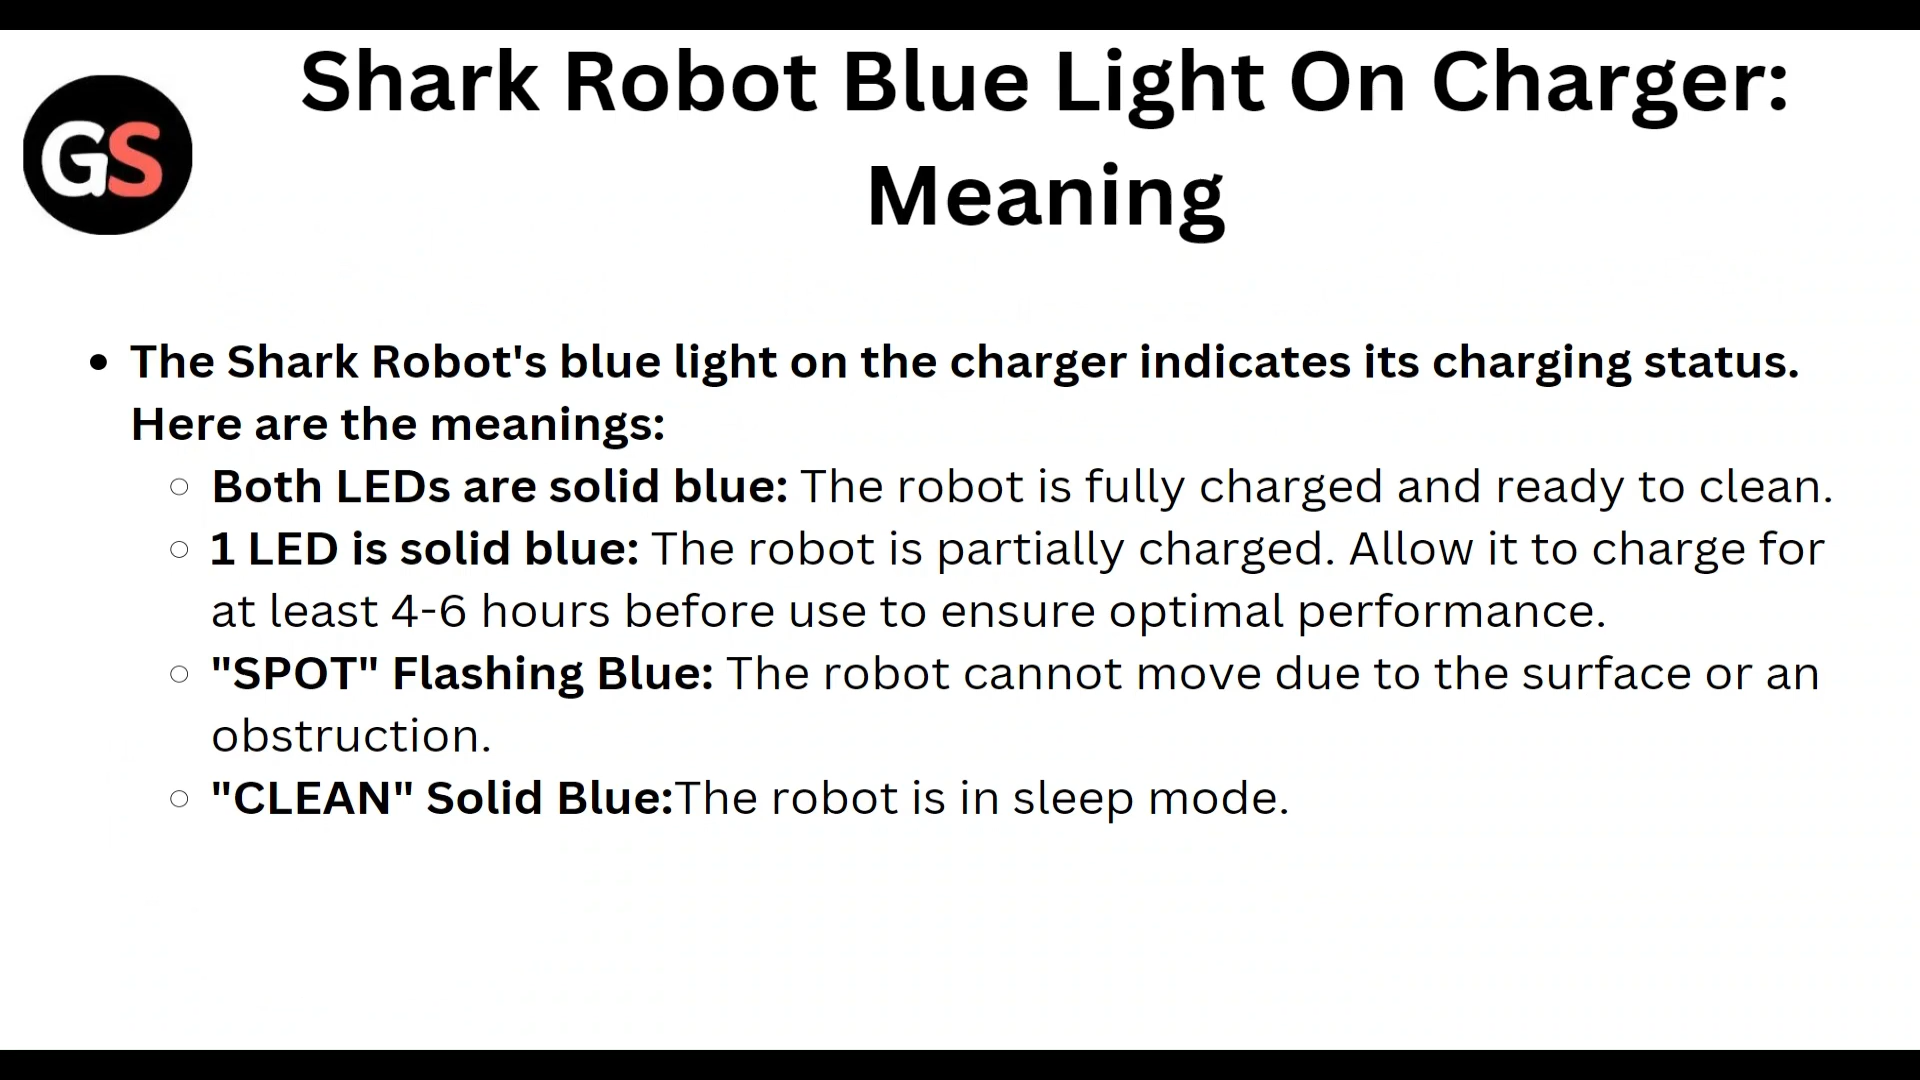 Shark Robot Blue Light On Charger:
Meaning
GS
• The Shark Robot's blue light on the charger indicates its charging status.
Here are the meanings:
○ Both LEDs are solid blue: The robot is fully charged and ready to clean.
○ 1 LED is solid blue: The robot is partially charged. Allow it to charge for
at least 4-6 hours before use to ensure optimal performance.
○ "SPOT" Flashing Blue: The robot cannot move due to the surface or an
obstruction.
○ "CLEAN" Solid Blue:The robot is in sleep mode.